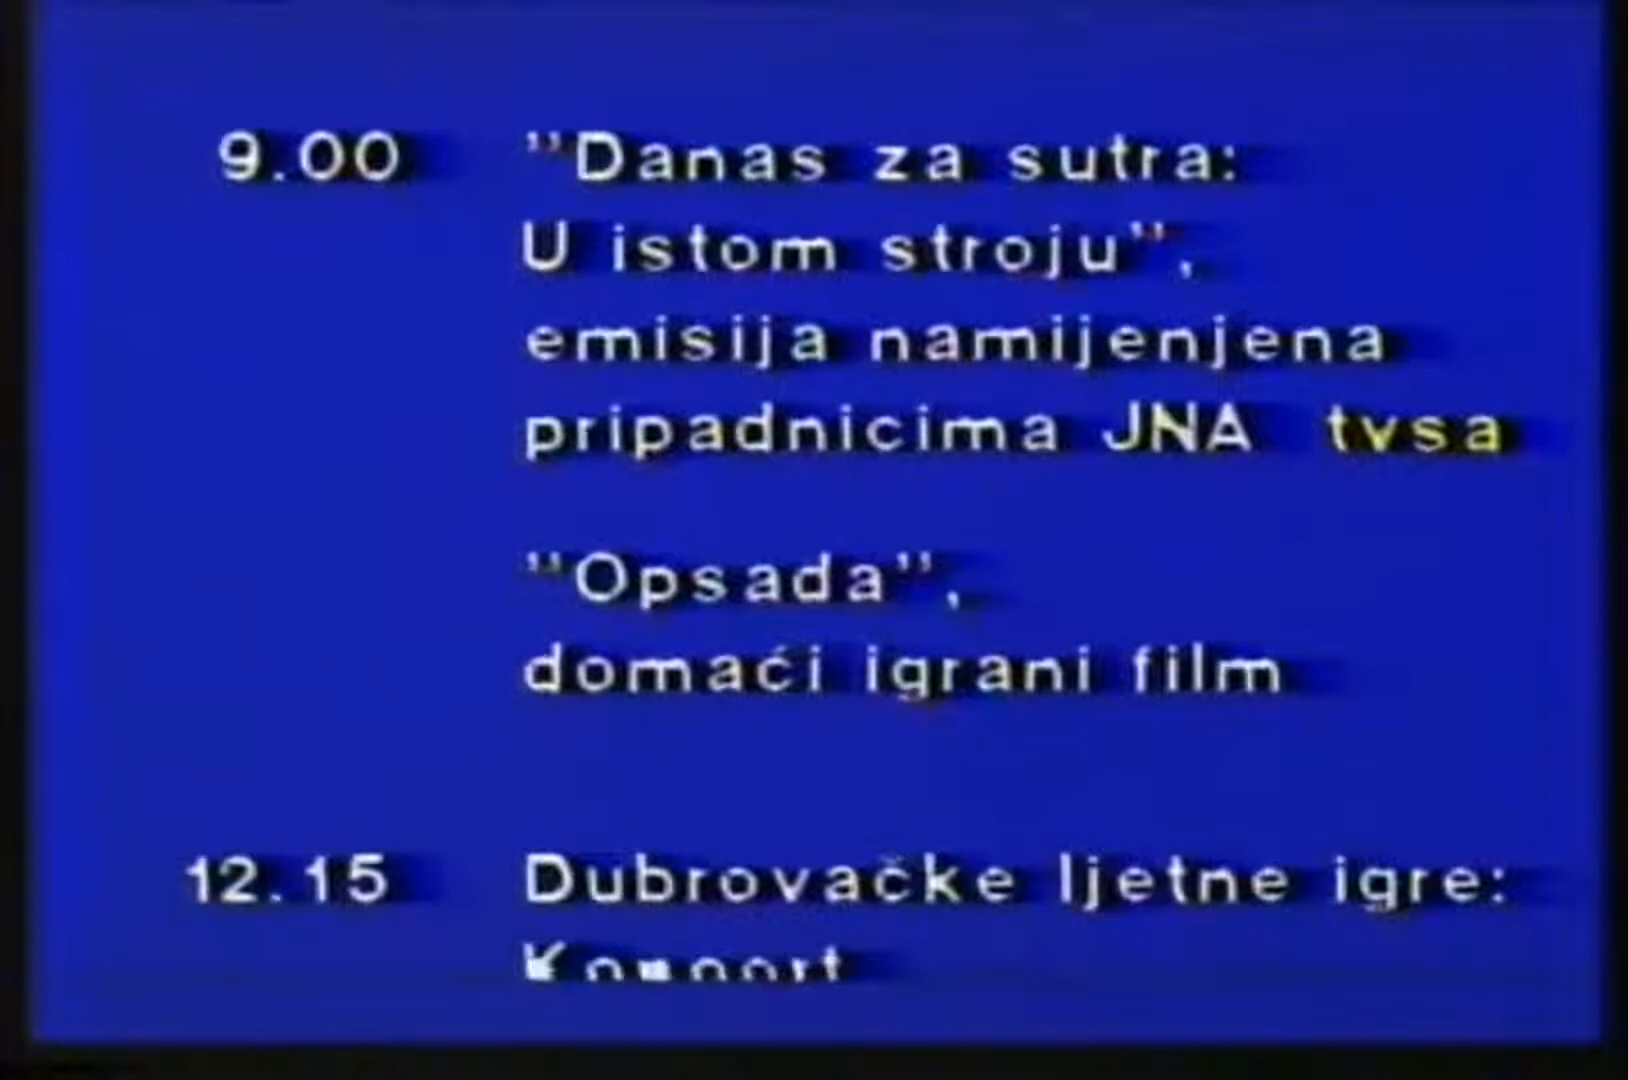 9.00 "Danas za sutra:
U istom stroju",
emisija namijenjena
pripadnicima JNA tvsa
"Opsada",
domaći igrani film
12.15 Dubrovačke ljetne igre: